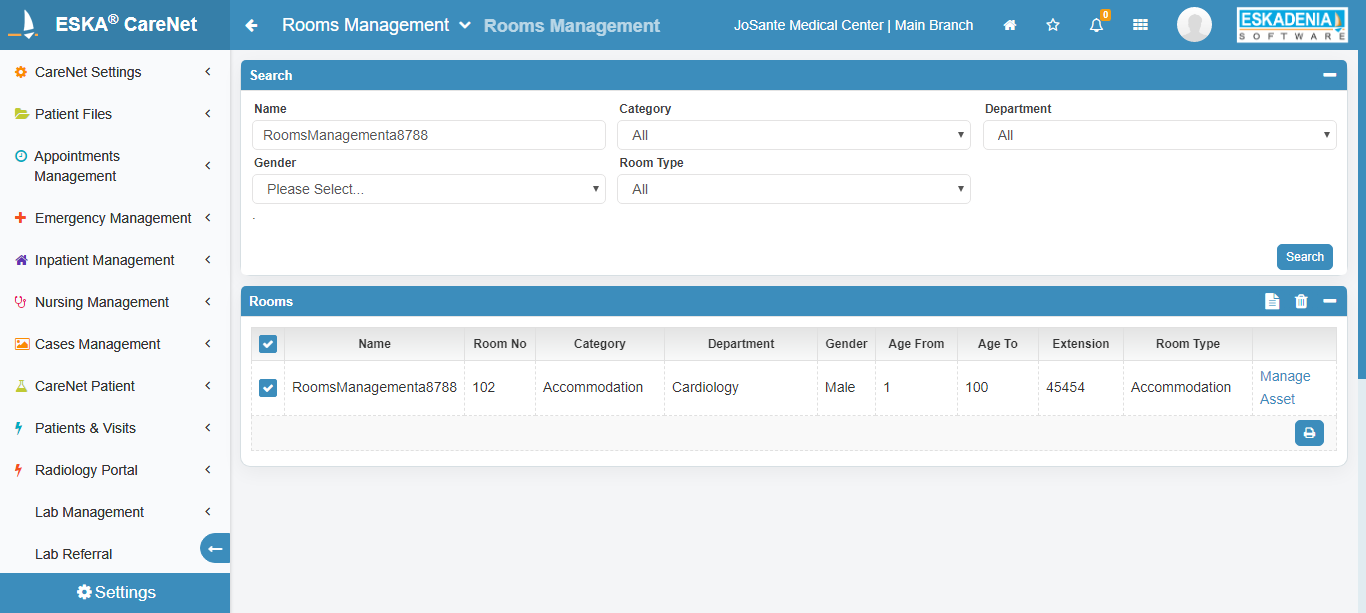 ESKA® CareNet
Rooms Management Rooms Management
JoSante Medical Center | Main Branch
0
ESKADENIA
SOFTWARE
CareNet Settings
Patient Files
Appointments
Management
Emergency Management
Inpatient Management
Nursing Management
Cases Management
CareNet Patient
Patients & Visits
Radiology Portal
Lab Management
Lab Referral
Settings
Search
Name Category Department
RoomsManagementa8788 All All
Gender Room Type
Please Select... All
.
Search
Rooms
Name Room No Category Department Gender Age From Age To Extension Room Type
RoomsManagementa8788 102 Accommodation Cardiology Male 1 100 45454 Accommodation Manage
Asset